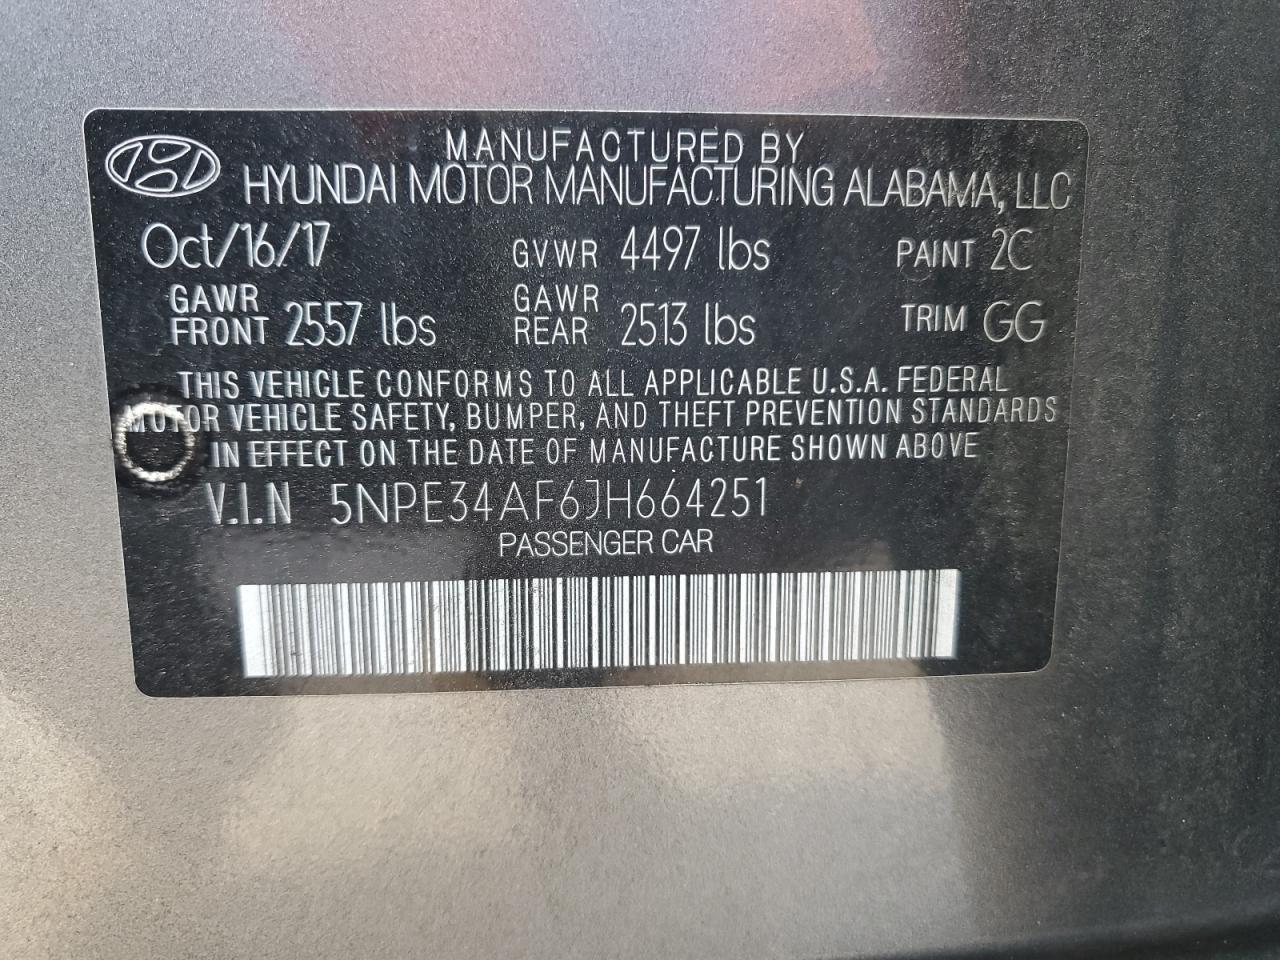 MANUFACTURED BY
HYUNDAI MOTOR MANUFACTURING ALABAMA, LLC
Oct/16/17 GVWR 4497 lbs PAINT 2C
GAWR FRONT 2557 lbs GAWR REAR 2513 lbs TRIM GG
THIS VEHICLE CONFORMS TO ALL APPLICABLE U.S.A. FEDERAL
MOTOR VEHICLE SAFETY, BUMPER, AND THEFT PREVENTION STANDARDS
IN EFFECT ON THE DATE OF MANUFACTURE SHOWN ABOVE
V.I.N 5NPE34AF6JH664251
PASSENGER CAR